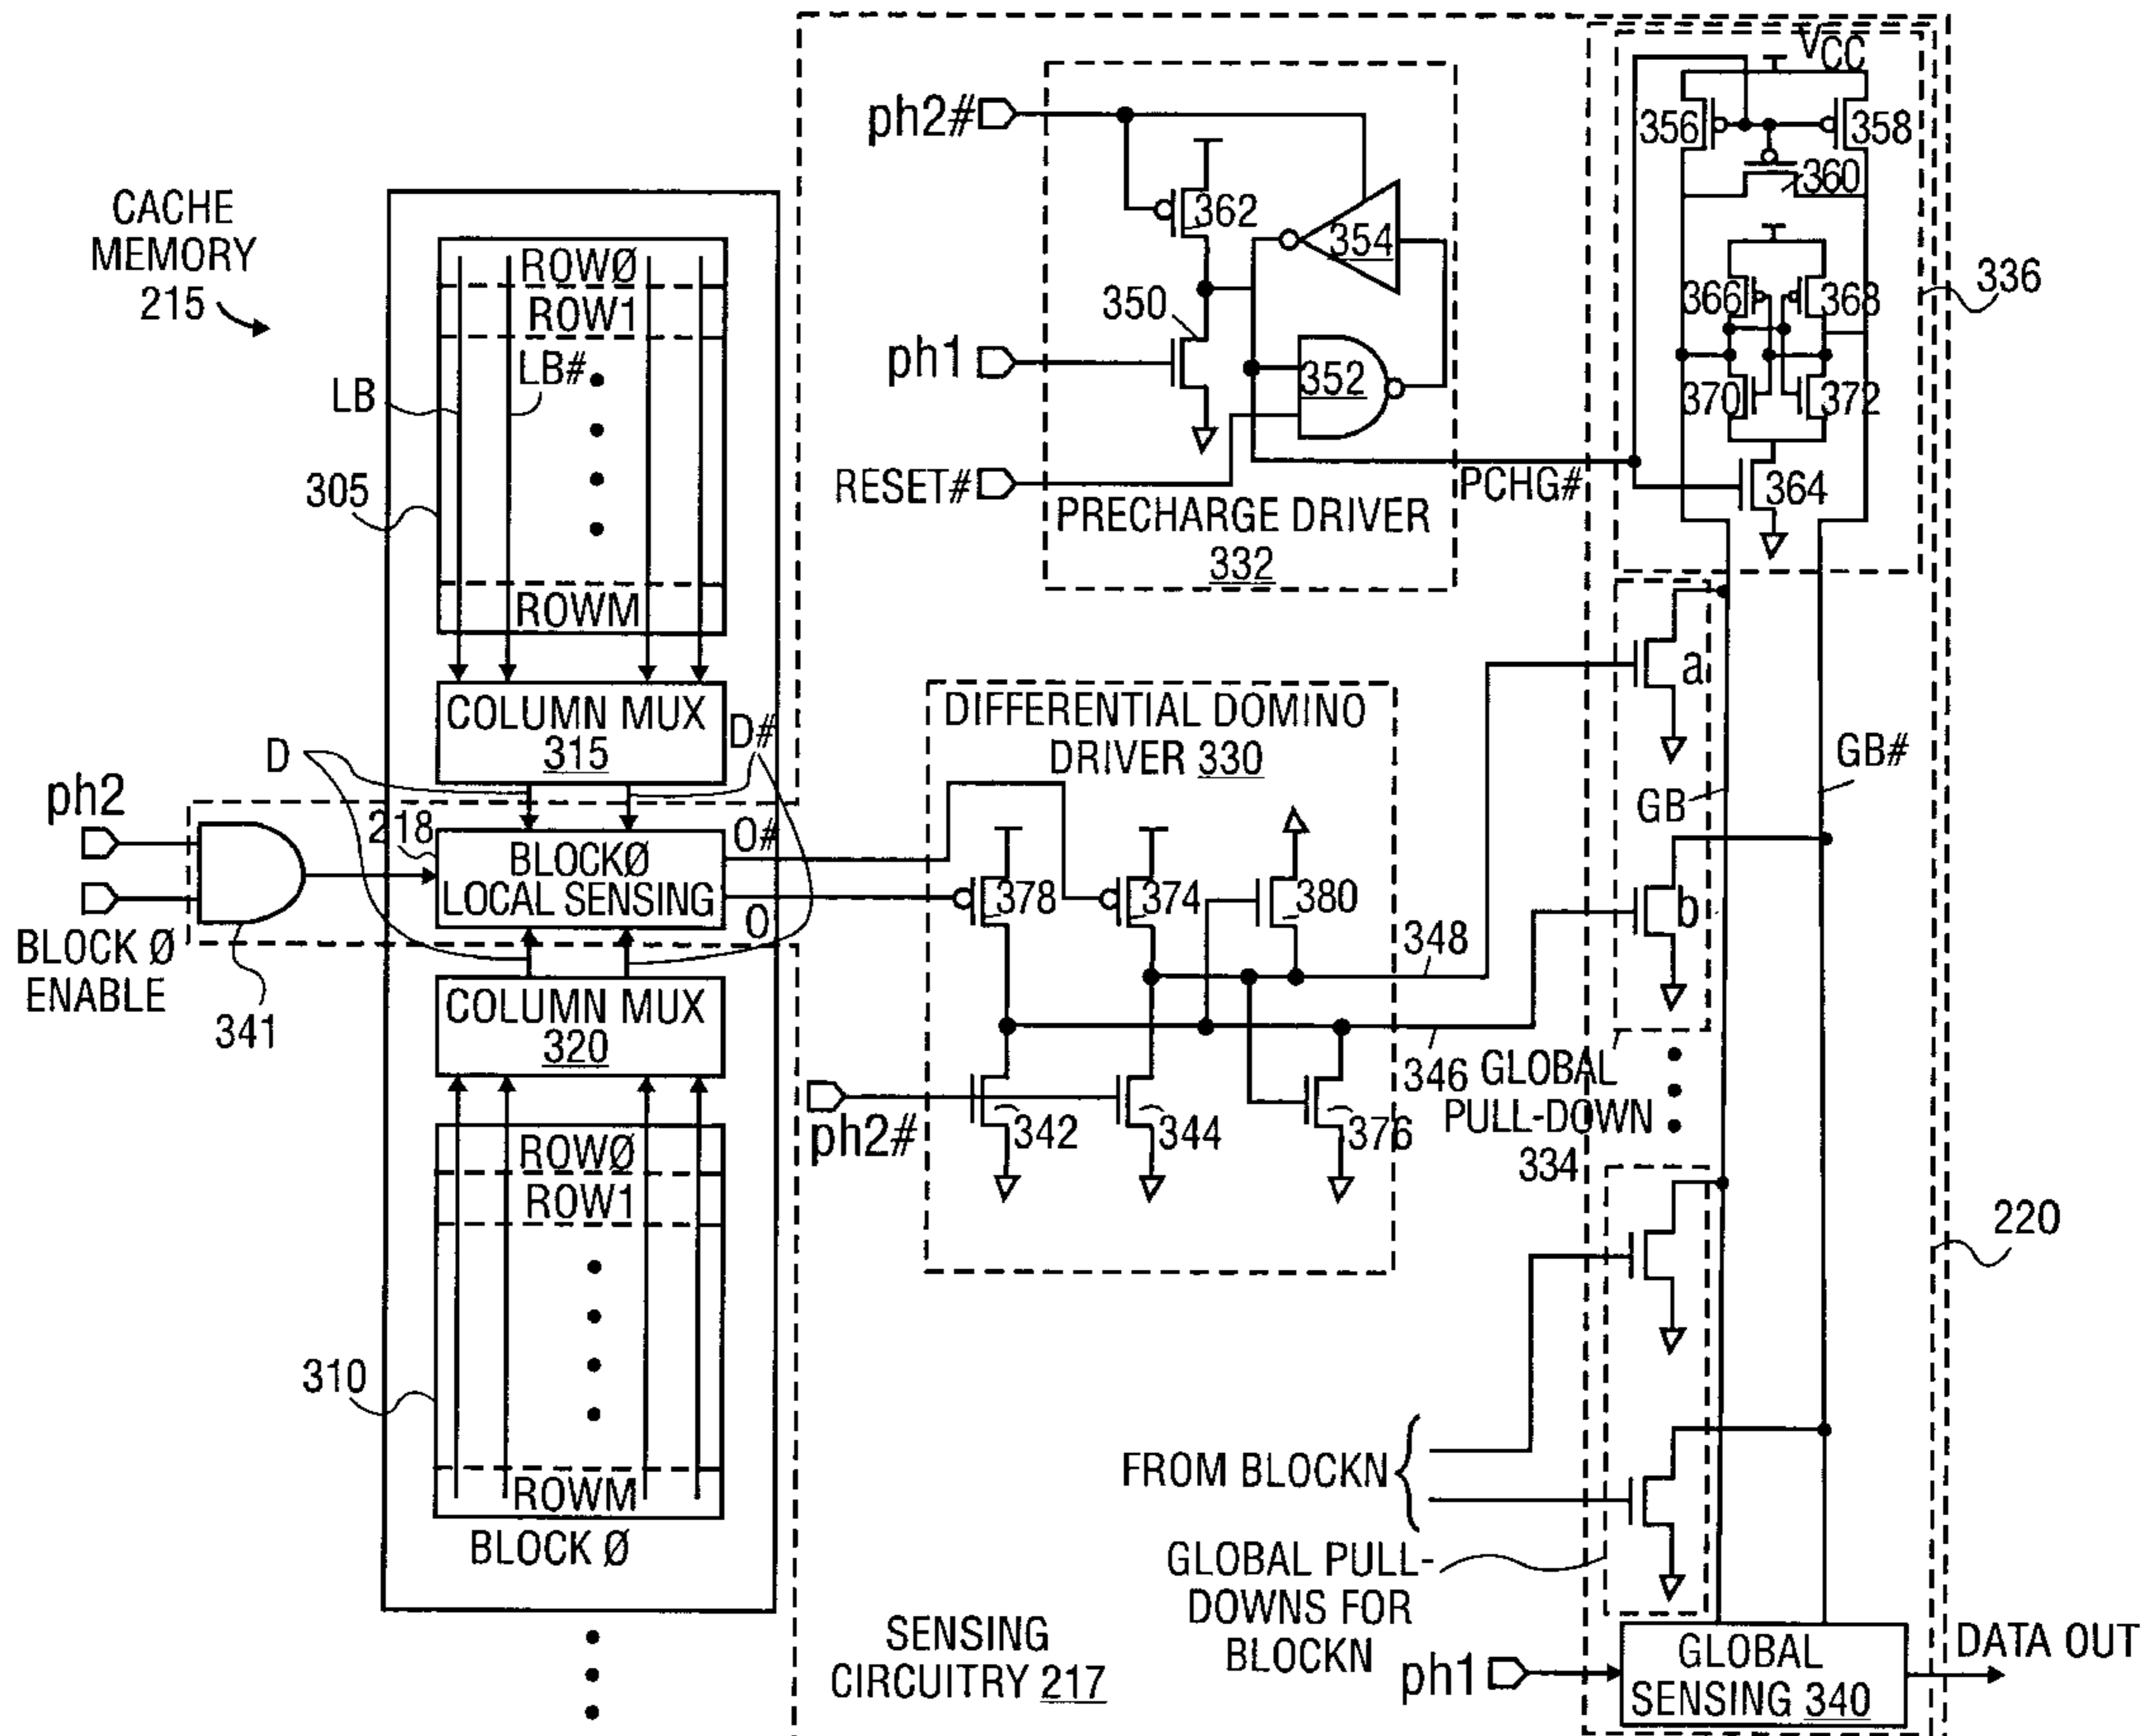 CACHE
MEMORY
215
ROWØ
ROW1
LB#
LB
305
ROWM
COLUMN MUX
315
D
D#
ph2
218
BLOCKØ
LOCAL SENSING
O#
O
BLOCK Ø
ENABLE
341
COLUMN MUX
320
ROWØ
ROW1
310
ROWM
BLOCK Ø
ph2#
362
354
350
ph1
352
RESET#
PCHG#
PRECHARGE DRIVER
332
VCC
356
358
360
366
368
336
370
372
364
DIFFERENTIAL DOMINO
DRIVER 330
378
374
380
348
346
ph2#
342
344
376
a
GB
GB#
b
GLOBAL
PULL-DOWN
334
220
FROM BLOCKN
GLOBAL PULL-
DOWNS FOR
BLOCKN
SENSING
CIRCUITRY 217
ph1
GLOBAL
SENSING 340
DATA OUT